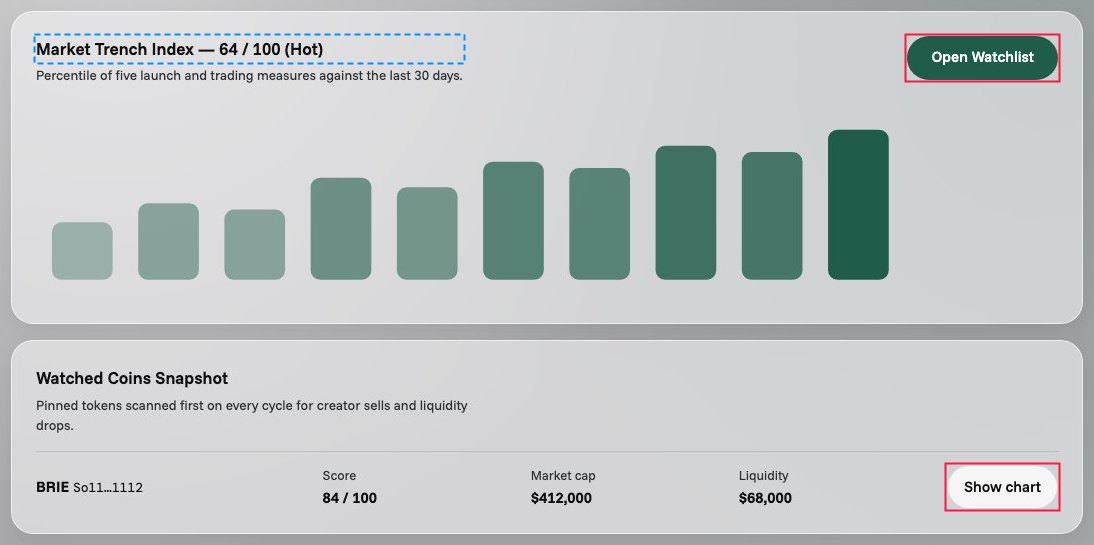 Market Trench Index — 64 / 100 (Hot)
Open Watchlist
Percentile of five launch and trading measures against the last 30 days.
Watched Coins Snapshot
Pinned tokens scanned first on every cycle for creator sells and liquidity
drops.
BRIE So11…1112
Score
84 / 100
Market cap
$412,000
Liquidity
$68,000
Show chart